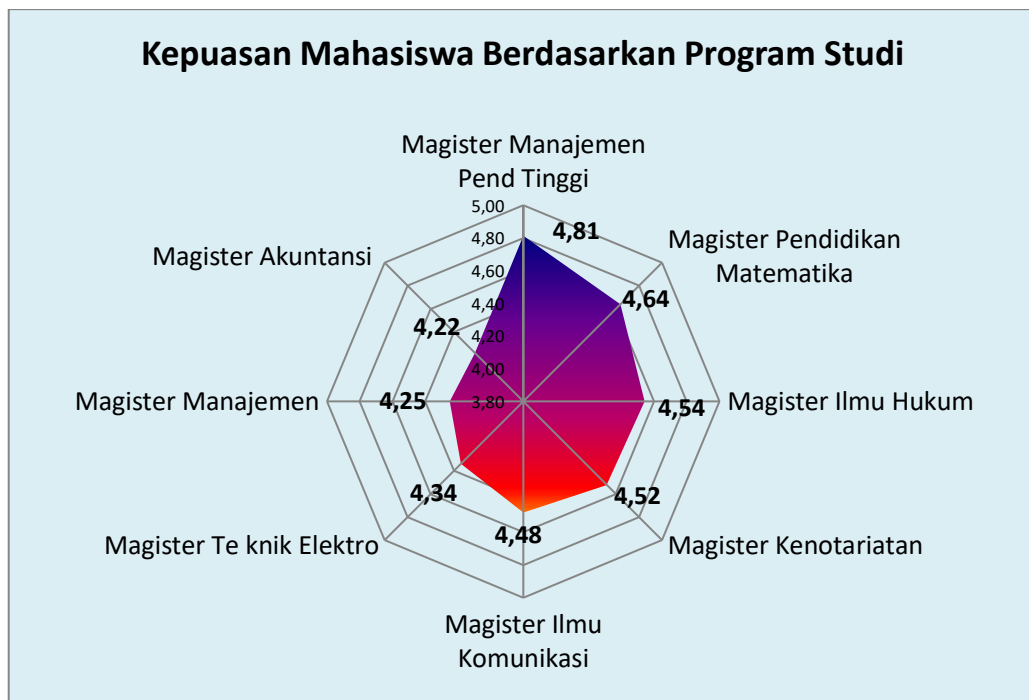 Kepuasan Mahasiswa Berdasarkan Program Studi
Magister Manajemen
Pend Tinggi
5,00
4,80
4,60
4,40
4,20
4,00
3,80
4,81
Magister Pendidikan
Matematika
4,64
Magister Ilmu Hukum
4,54
Magister Kenotariatan
4,52
Magister Ilmu
Komunikasi
4,48
Magister Te knik Elektro
4,34
Magister Manajemen
4,25
Magister Akuntansi
4,22